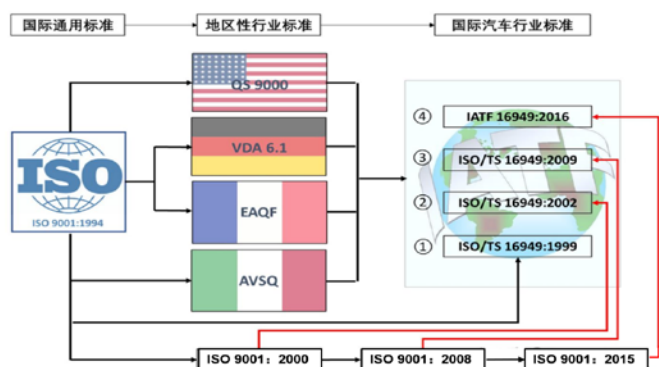 国际通用标准
地区性行业标准
国际汽车行业标准
QS 9000
VDA 6.1
EAQF
AVSQ
ISO
ISO 9001:1994
IATF
④ IATF 16949:2016
③ ISO/TS 16949:2009
② ISO/TS 16949:2002
① ISO/TS 16949:1999
ISO 9001：2000
ISO 9001：2008
ISO 9001：2015